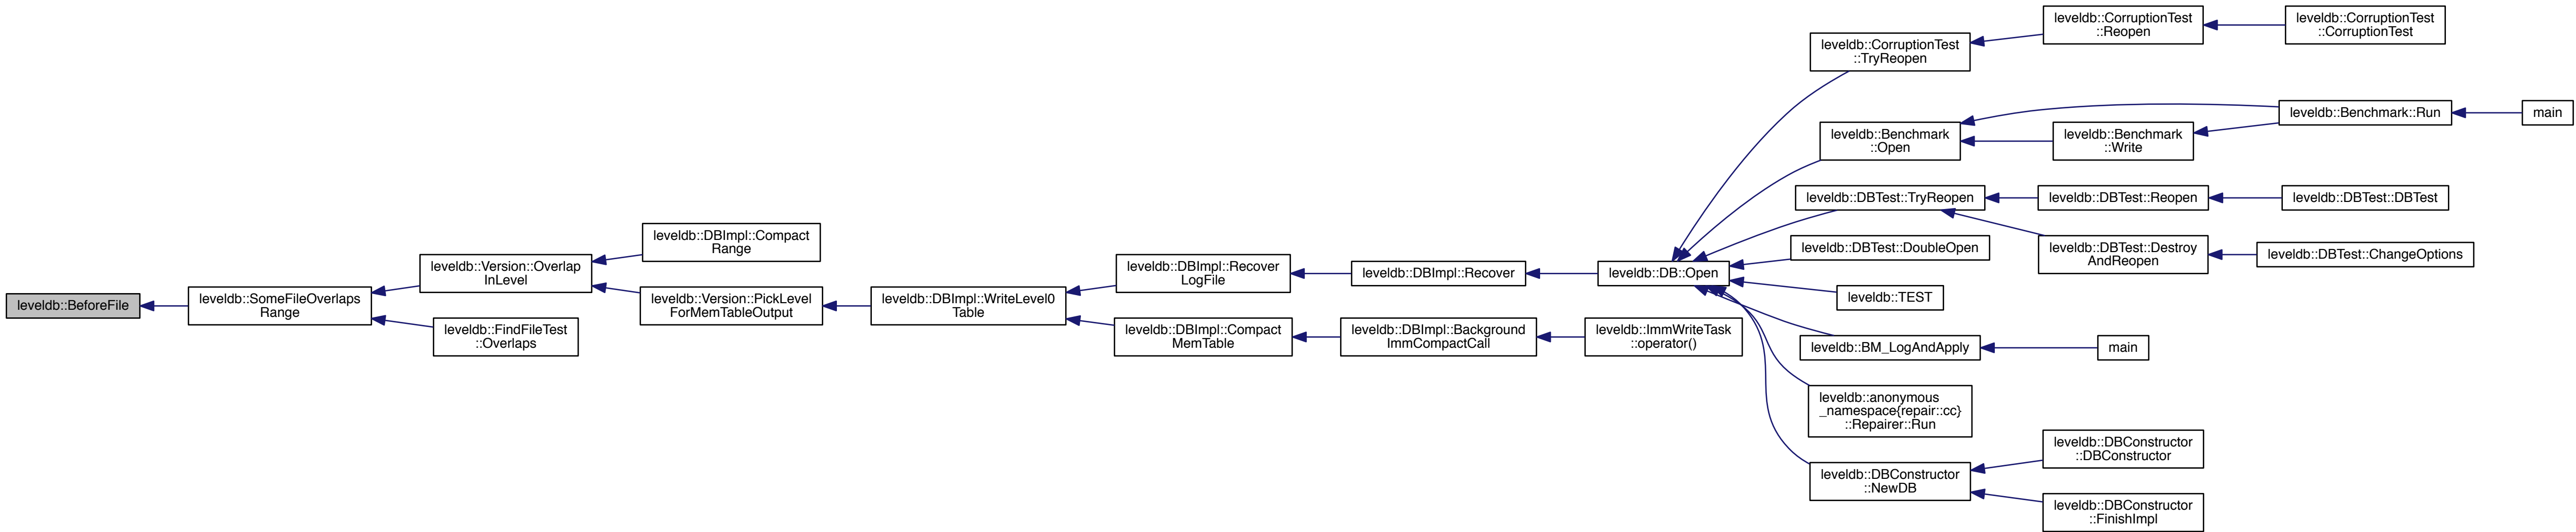 leveldb::BeforeFile
leveldb::SomeFileOverlaps
Range
leveldb::Version::Overlap
InLevel
leveldb::FindFileTest
::Overlaps
leveldb::DBImpl::Compact
Range
leveldb::Version::PickLevel
ForMemTableOutput
leveldb::DBImpl::WriteLevel0
Table
leveldb::DBImpl::Recover
LogFile
leveldb::DBImpl::Compact
MemTable
leveldb::DBImpl::Recover
leveldb::DBImpl::Background
ImmCompactCall
leveldb::DB::Open
leveldb::ImmWriteTask
::operator()
leveldb::CorruptionTest
::TryReopen
leveldb::CorruptionTest
::Reopen
leveldb::CorruptionTest
::CorruptionTest
leveldb::Benchmark
::Open
leveldb::Benchmark
::Write
leveldb::Benchmark::Run
main
leveldb::DBTest::TryReopen
leveldb::DBTest::Reopen
leveldb::DBTest::DBTest
leveldb::DBTest::Destroy
AndReopen
leveldb::DBTest::ChangeOptions
leveldb::DBTest::DoubleOpen
leveldb::TEST
leveldb::BM_LogAndApply
main
leveldb::anonymous
_namespace{repair::cc}
::Repairer::Run
leveldb::DBConstructor
::NewDB
leveldb::DBConstructor
::DBConstructor
leveldb::DBConstructor
::FinishImpl